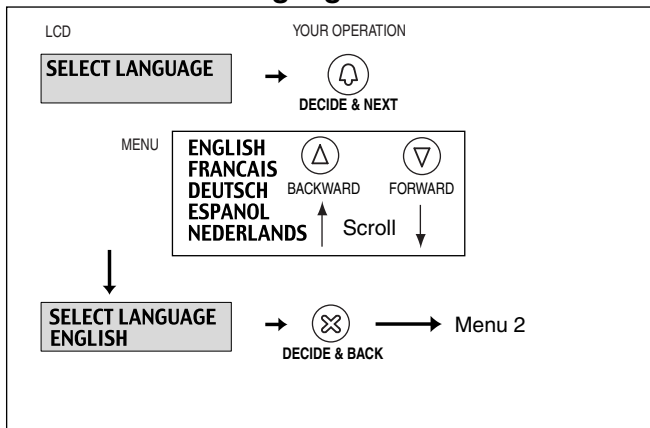 LCD YOUR OPERATION
SELECT LANGUAGE
DECIDE & NEXT
MENU
ENGLISH
FRANCAIS
DEUTSCH
ESPANOL
NEDERLANDS
BACKWARD FORWARD
Scroll
SELECT LANGUAGE
ENGLISH
DECIDE & BACK
Menu 2